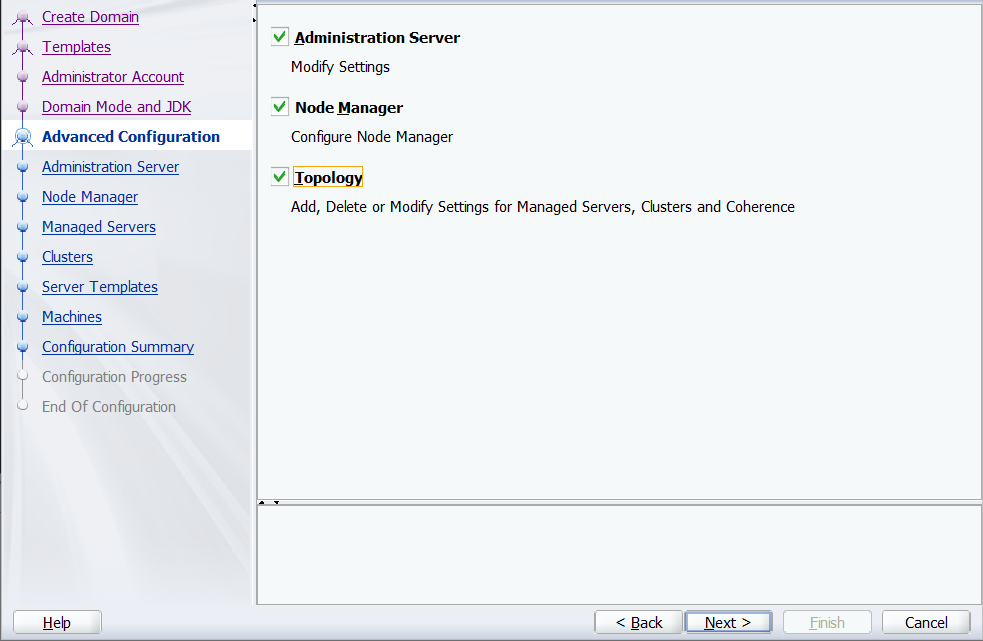 Create Domain
Templates
Administrator Account
Domain Mode and JDK
Advanced Configuration
Administration Server
Node Manager
Managed Servers
Clusters
Server Templates
Machines
Configuration Summary
Configuration Progress
End Of Configuration
Administration Server
Modify Settings
Node Manager
Configure Node Manager
Topology
Add, Delete or Modify Settings for Managed Servers, Clusters and Coherence
Help
< Back
Next >
Finish
Cancel